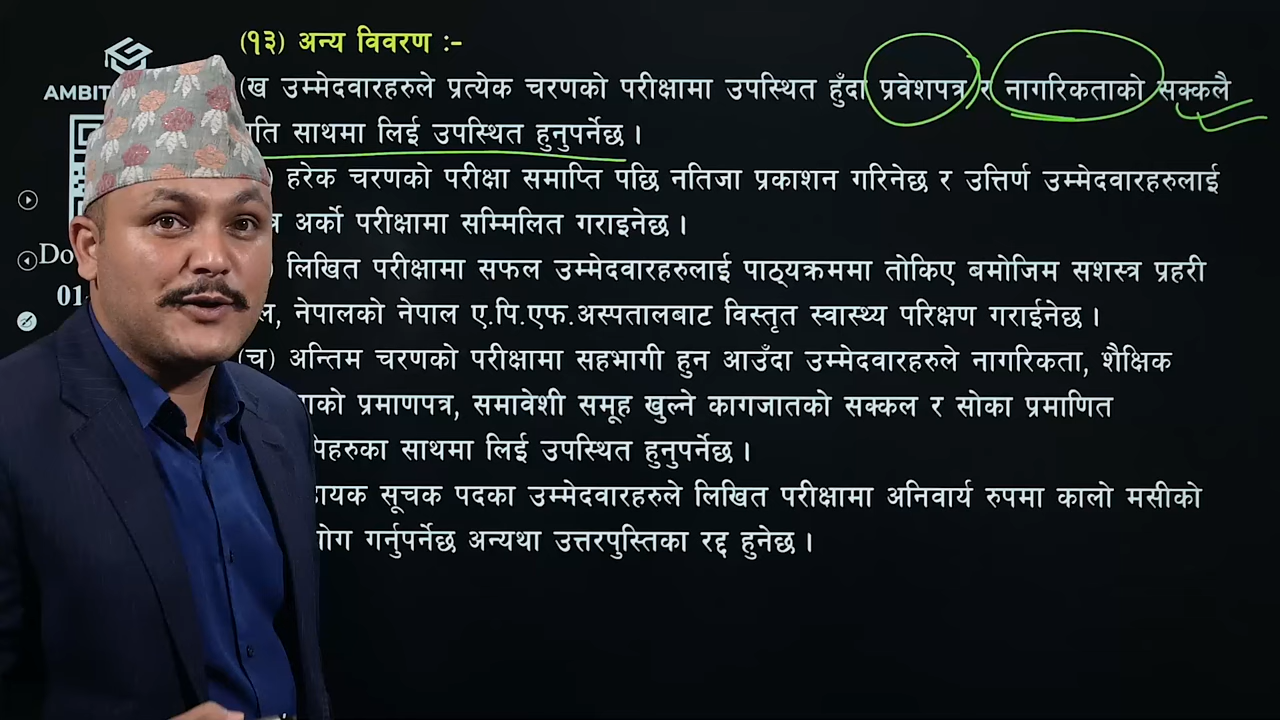 (१३) अन्य विवरण :-
AMBIT
(ख उम्मेदवारहरुले प्रत्येक चरणको परीक्षामा उपस्थित हुँदा प्रवेशपत्र र नागरिकताको सक्कलै
साथमा लिई उपस्थित हुनुपर्नेछ ।
हरेक चरणको परीक्षा समाप्ति पछि नतिजा प्रकाशन गरिनेछ र उत्तिर्ण उम्मेदवारहरुलाई
अर्को परीक्षामा सम्मिलित गराइनेछ ।
Do
लिखित परीक्षामा सफल उम्मेदवारहरुलाई पाठ्यक्रममा तोकिए बमोजिम सशस्त्र प्रहरी
01
नेपालको नेपाल ए.पि.एफ.अस्पतालबाट विस्तृत स्वास्थ्य परिक्षण गराईनेछ ।
(च) अन्तिम चरणको परीक्षामा सहभागी हुन आउँदा उम्मेदवारहरुले नागरिकता, शैक्षिक
प्रमाणपत्र, समावेशी समूह खुल्ने कागजातको सक्कल र सोका प्रमाणित
साथमा लिई उपस्थित हुनुपर्नेछ ।
सूचक पदका उम्मेदवारहरुले लिखित परीक्षामा अनिवार्य रुपमा कालो मसीको
गर्नुपर्नेछ अन्यथा उत्तरपुस्तिका रद्द हुनेछ ।